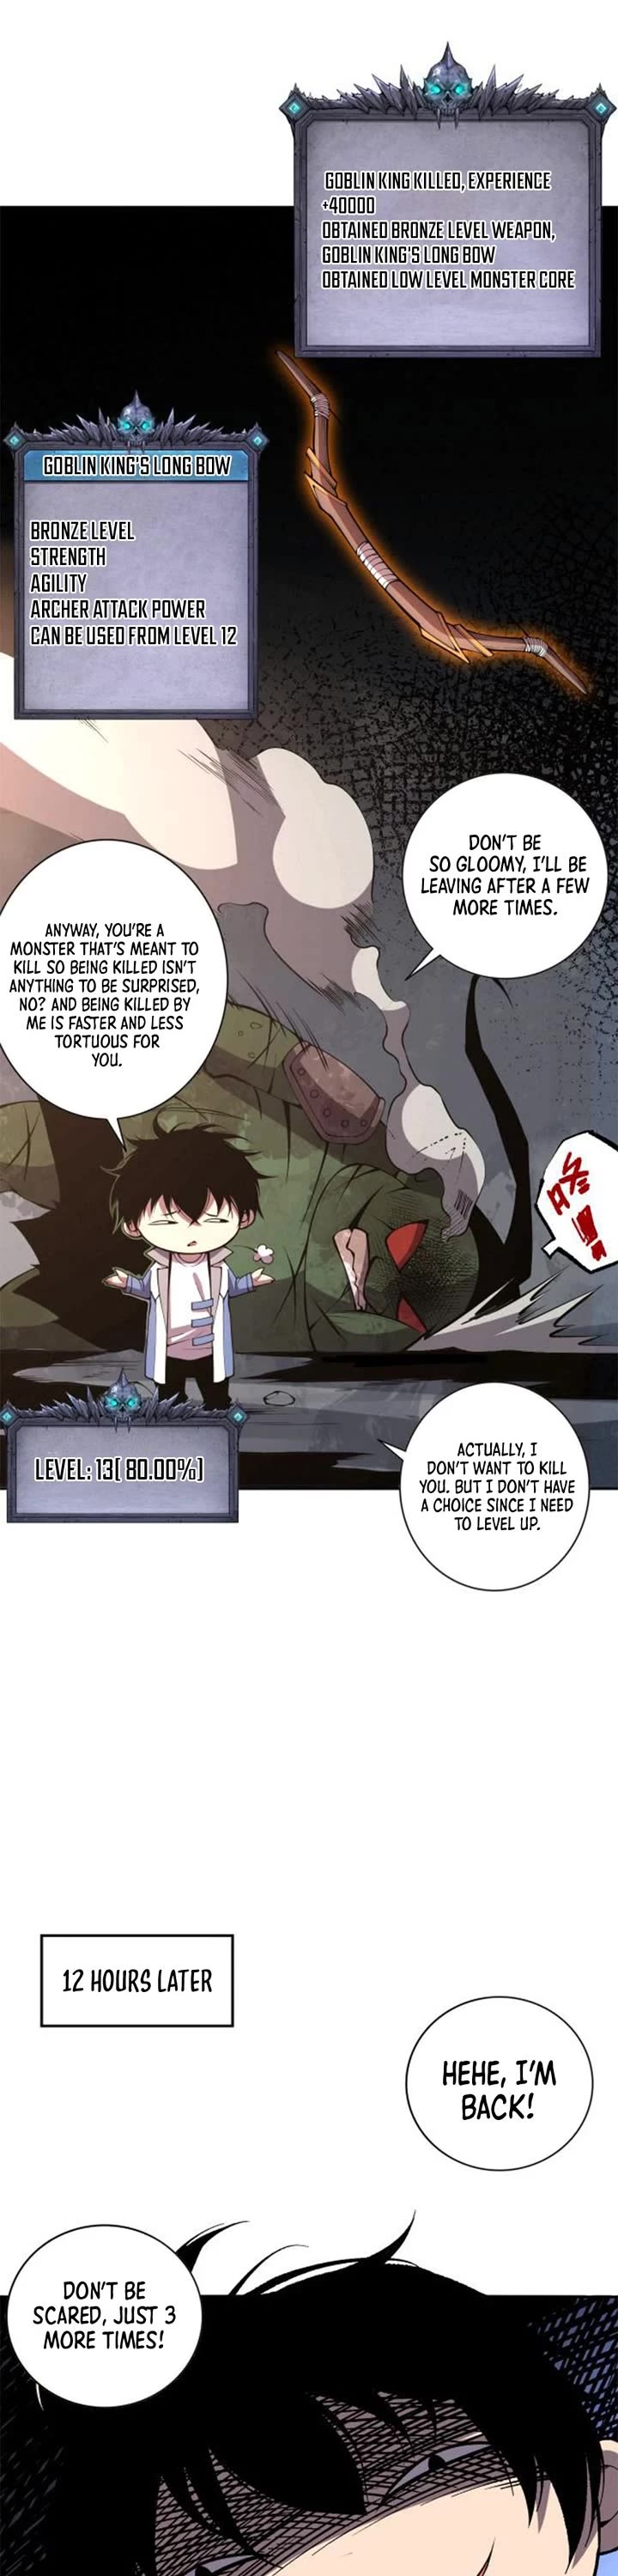 GOBLIN KING KILLED, EXPERIENCE
+40000
OBTAINED BRONZE LEVEL WEAPON,
GOBLIN KING'S LONG BOW
OBTAINED LOW LEVEL MONSTER CORE
GOBLIN KING'S LONG BOW
BRONZE LEVEL
STRENGTH
AGILITY
ARCHER ATTACK POWER
CAN BE USED FROM LEVEL 12
DON'T BE
SO GLOOMY, I'LL BE
LEAVING AFTER A FEW
MORE TIMES.
ANYWAY, YOU'RE A
MONSTER THAT'S MEANT TO
KILL SO BEING KILLED ISN'T
ANYTHING TO BE SURPRISED,
NO? AND BEING KILLED BY
ME IS FASTER AND LESS
TORTUOUS FOR
YOU.
LEVEL: 13[ 80.00%]
ACTUALLY, I
DON'T WANT TO KILL
YOU. BUT I DON'T HAVE
A CHOICE SINCE I NEED
TO LEVEL UP.
12 HOURS LATER
HEHE, I'M
BACK!
DON'T BE
SCARED, JUST 3
MORE TIMES!